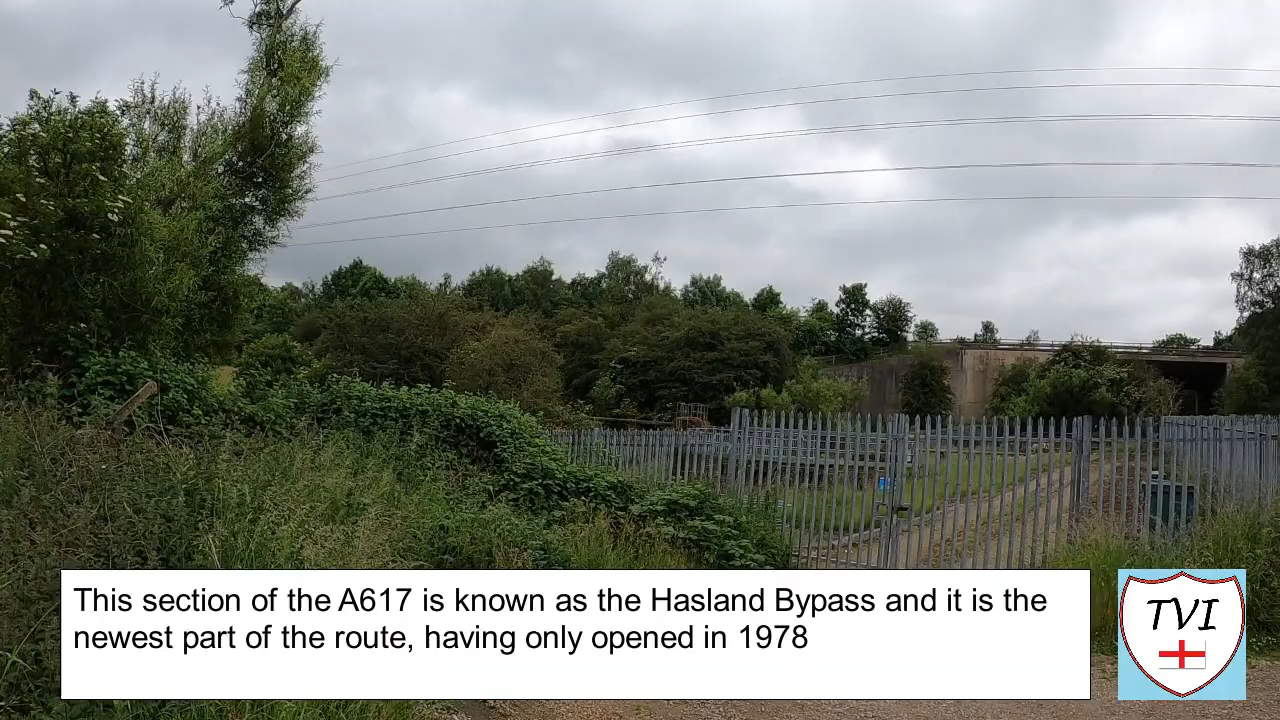 This section of the A617 is known as the Hasland Bypass and it is the
newest part of the route, having only opened in 1978
TVI